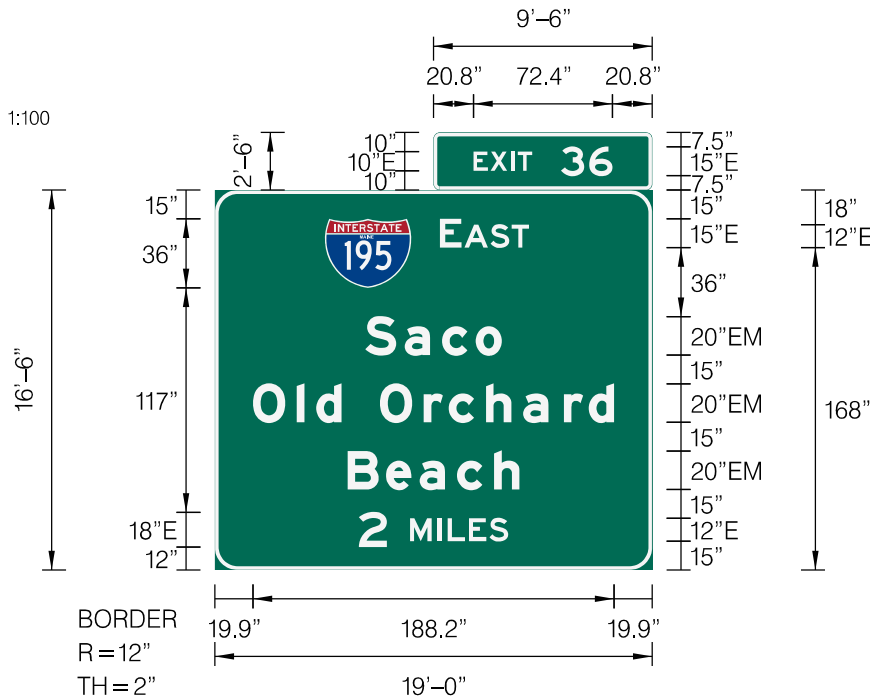 9'–6"
20.8" 72.4" 20.8"
1:100
2'–6"
10"
10"E
10"
EXIT 36
7.5"
15"E
7.5"
15"
36"
117"
18"E
12"
16'–6"
INTERSTATE
MAINE
195
EAST
Saco
Old Orchard
Beach
2 MILES
15"
15"E
36"
20"EM
15"
20"EM
15"
20"EM
15"
12"E
15"
18"
12"E
168"
BORDER
R=12"
TH=2"
19.9" 188.2" 19.9"
19'–0"